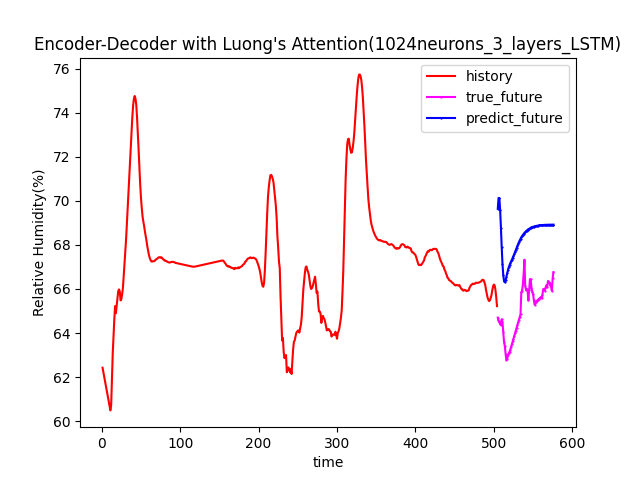 Encoder-Decoder with Luong's Attention(1024neurons_3_layers_LSTM)
history
true_future
predict_future
76
74
72
70
68
66
64
62
60
Relative Humidity(%)
0 100 200 300 400 500 600
time